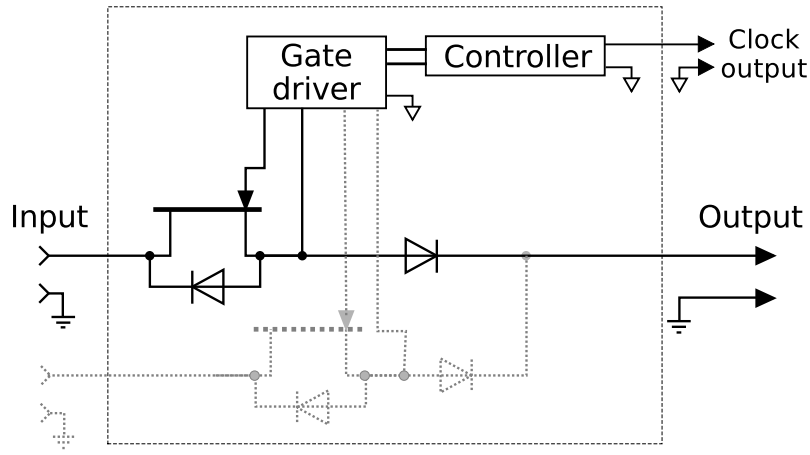 Gate
driver
Controller
Clock
output
Input
Output